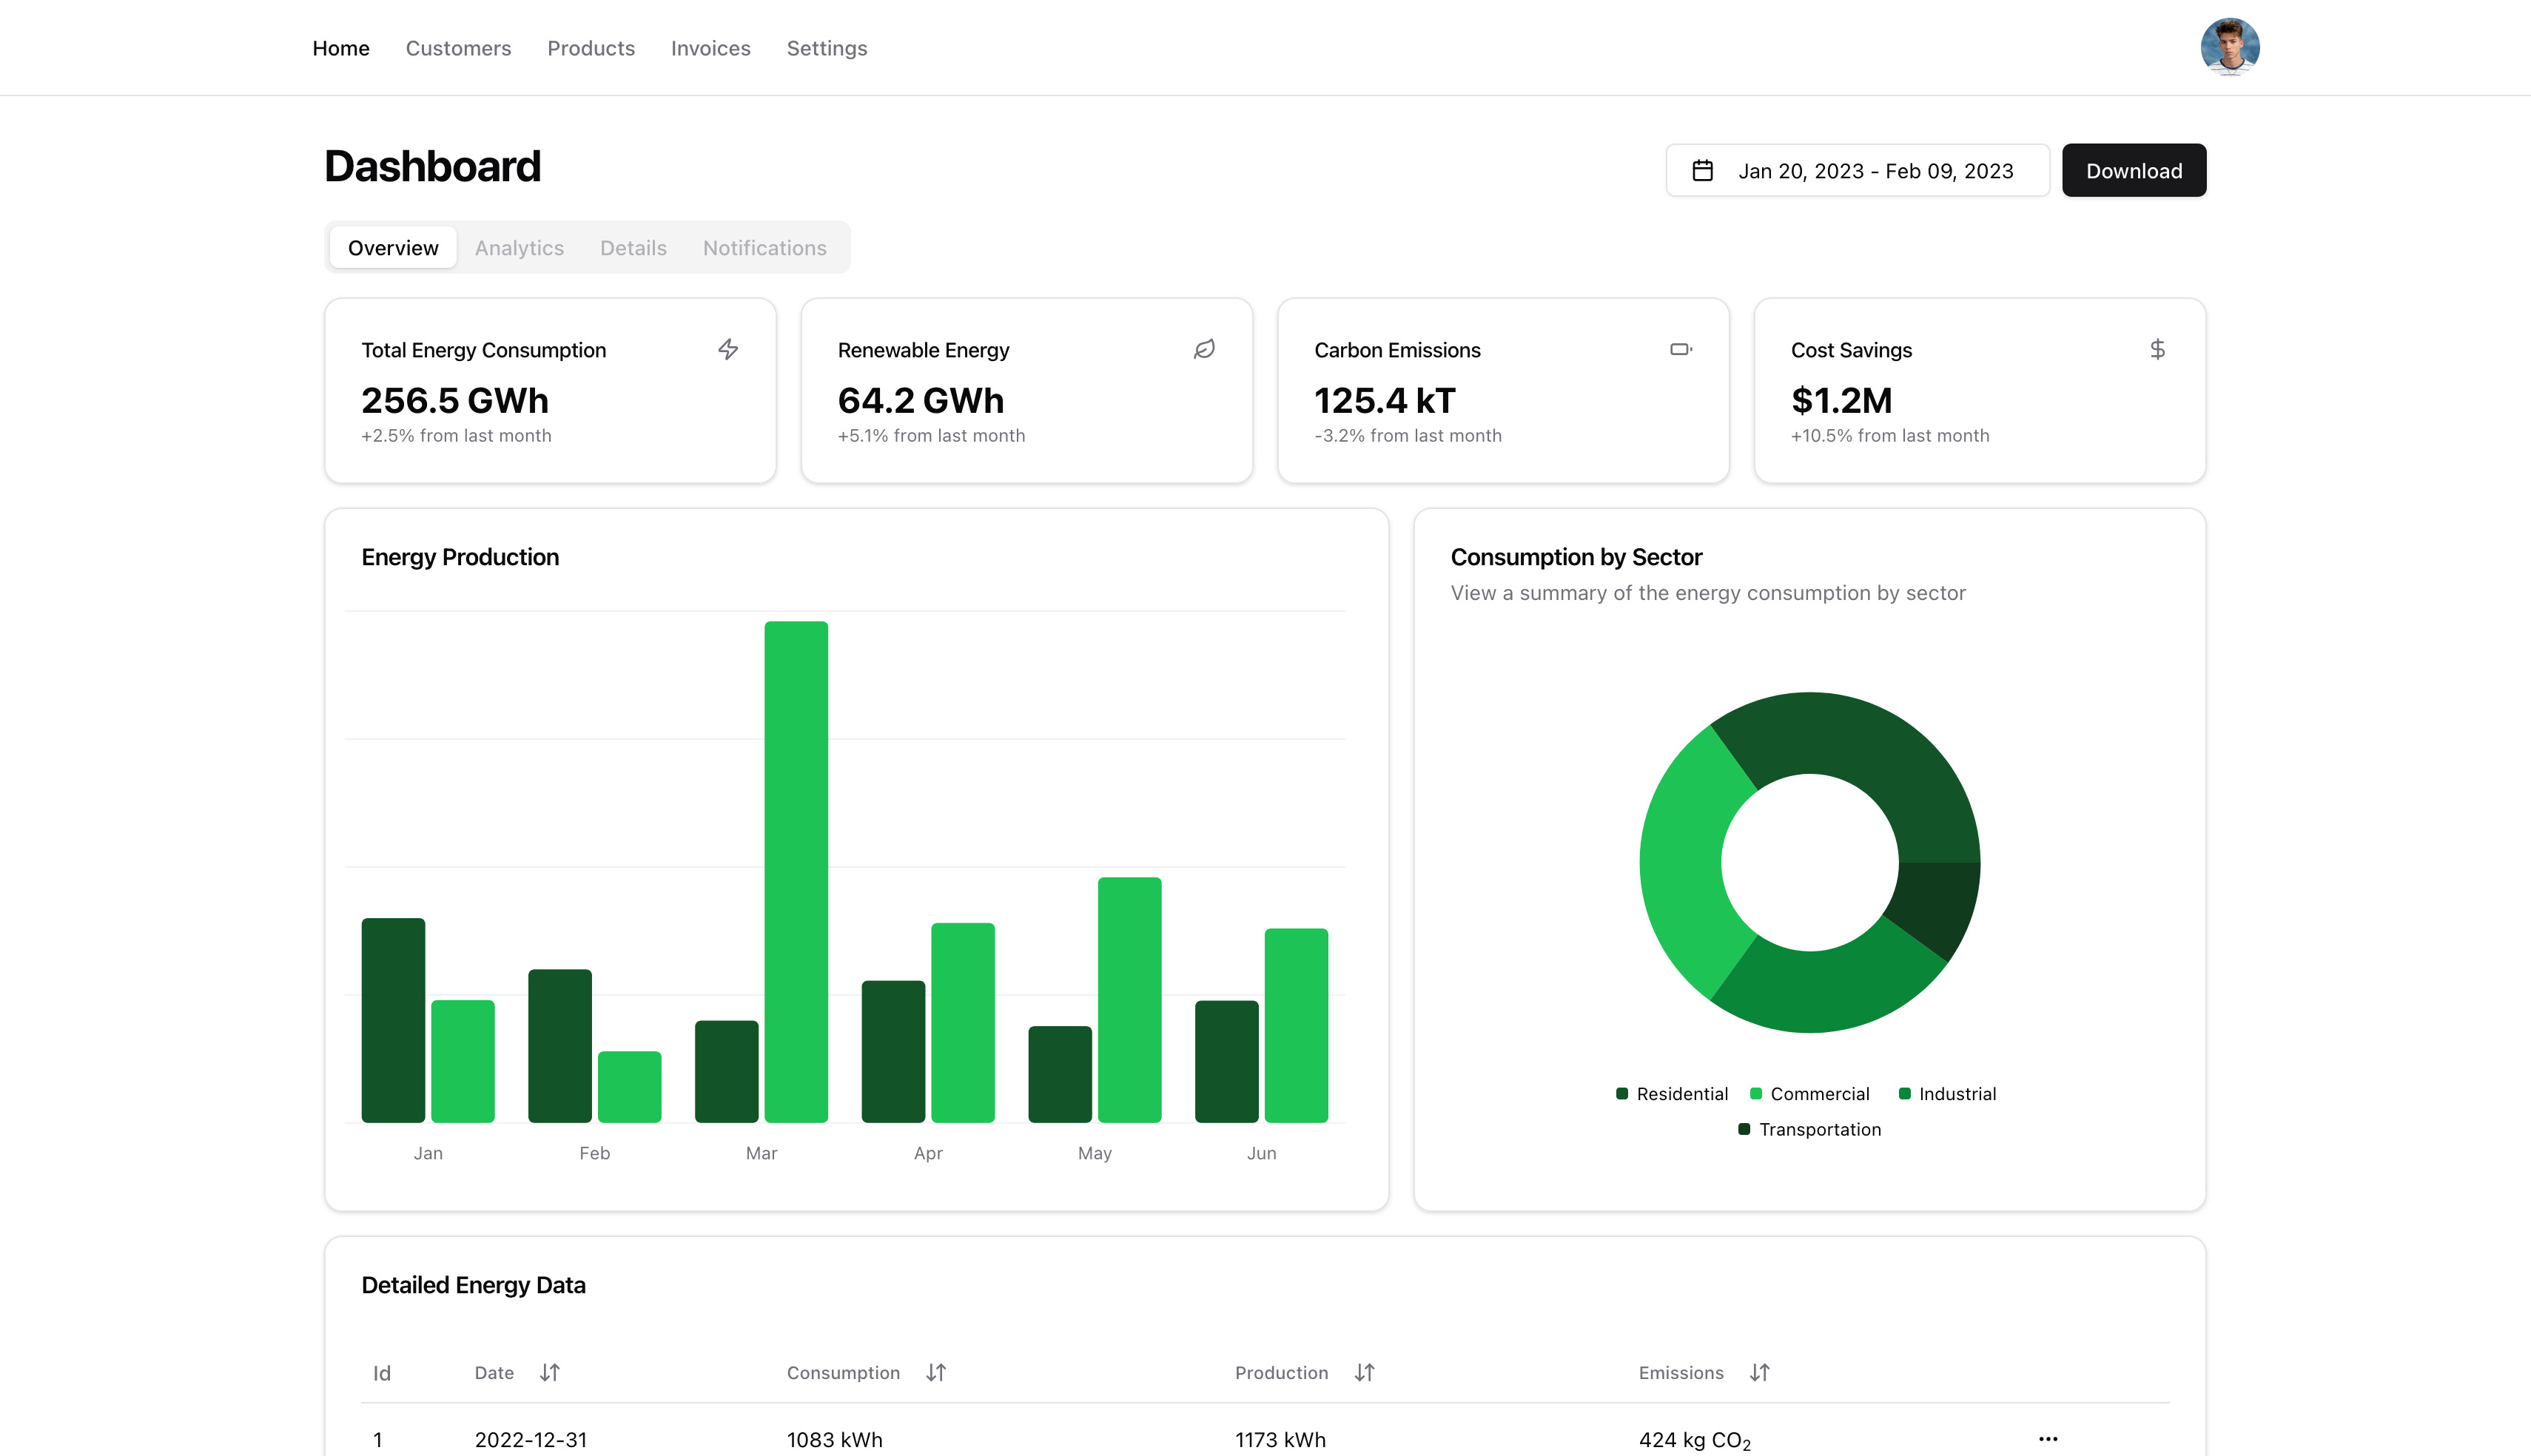 Home Customers Products Invoices Settings
Dashboard
Jan 20, 2023 - Feb 09, 2023
Download
Overview Analytics Details Notifications
Total Energy Consumption
256.5 GWh
+2.5% from last month
Renewable Energy
64.2 GWh
+5.1% from last month
Carbon Emissions
125.4 kT
-3.2% from last month
Cost Savings
$1.2M
+10.5% from last month
Energy Production
Jan Feb Mar Apr May Jun
Consumption by Sector
View a summary of the energy consumption by sector
Residential Commercial Industrial
Transportation
Detailed Energy Data
Id Date Consumption Production Emissions
1 2022-12-31 1083 kWh 1173 kWh 424 kg CO₂ ...